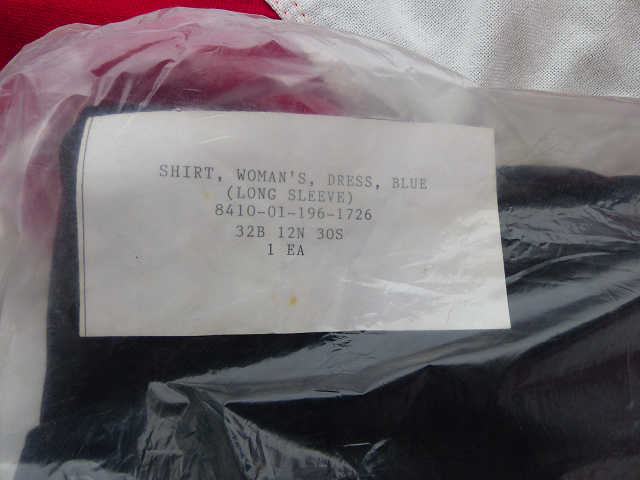 SHIRT, WOMAN'S, DRESS, BLUE
(LONG SLEEVE)
8410-01-196-1726
32B 12N 30S
1 EA